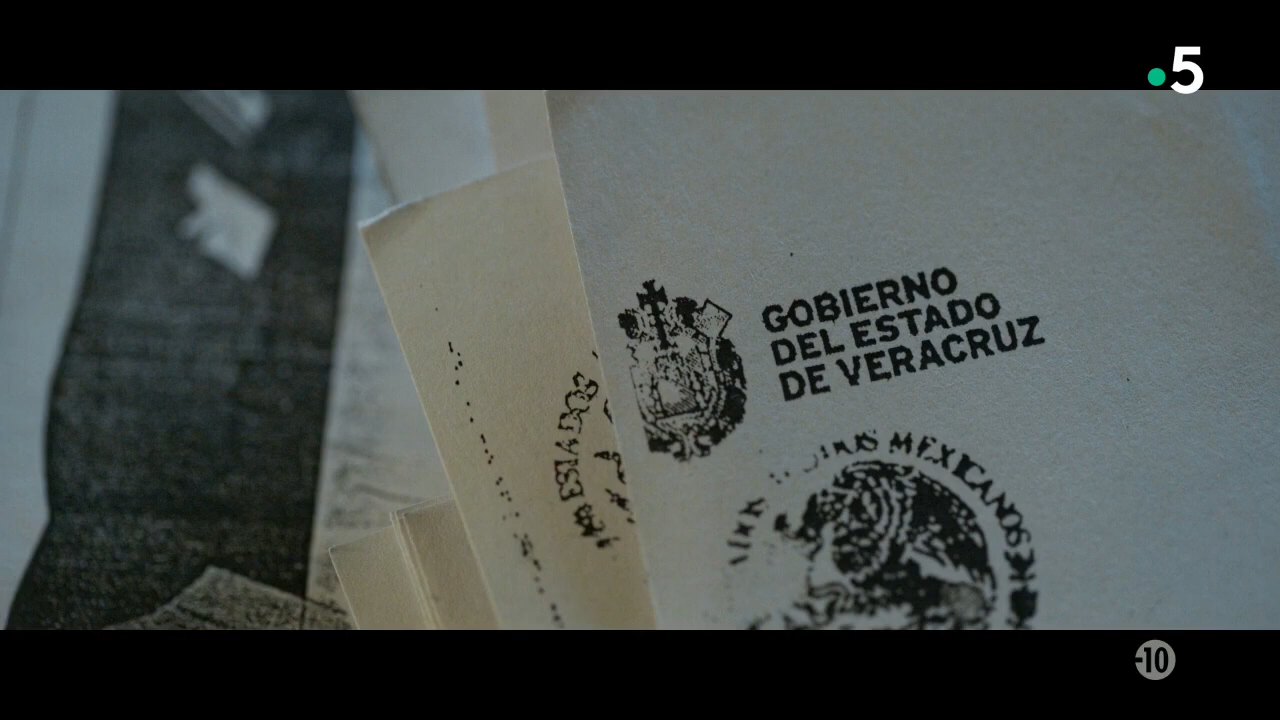 5
GOBIERNO
DEL ESTADO
DE VERACRUZ
MEXICANOS
ESTADOS
-10